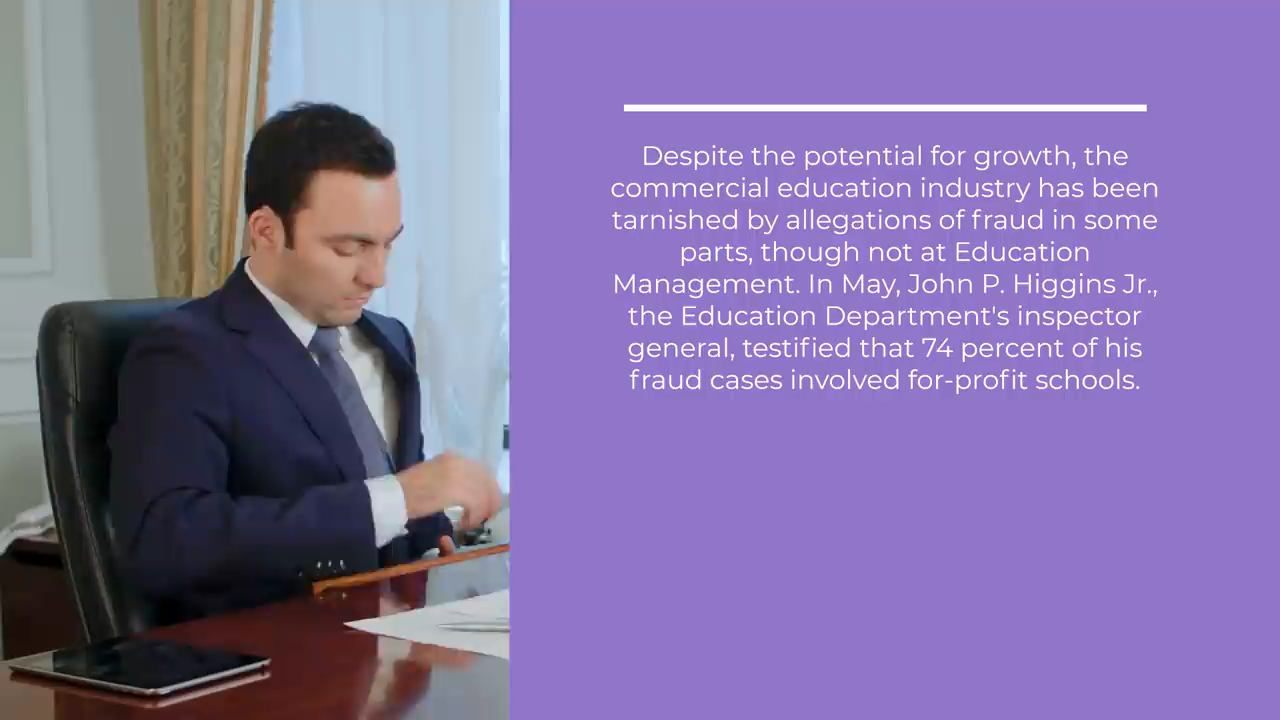 Despite the potential for growth, the
commercial education industry has been
tarnished by allegations of fraud in some
parts, though not at Education
Management. In May, John P. Higgins Jr.,
the Education Department's inspector
general, testified that 74 percent of his
fraud cases involved for-profit schools.